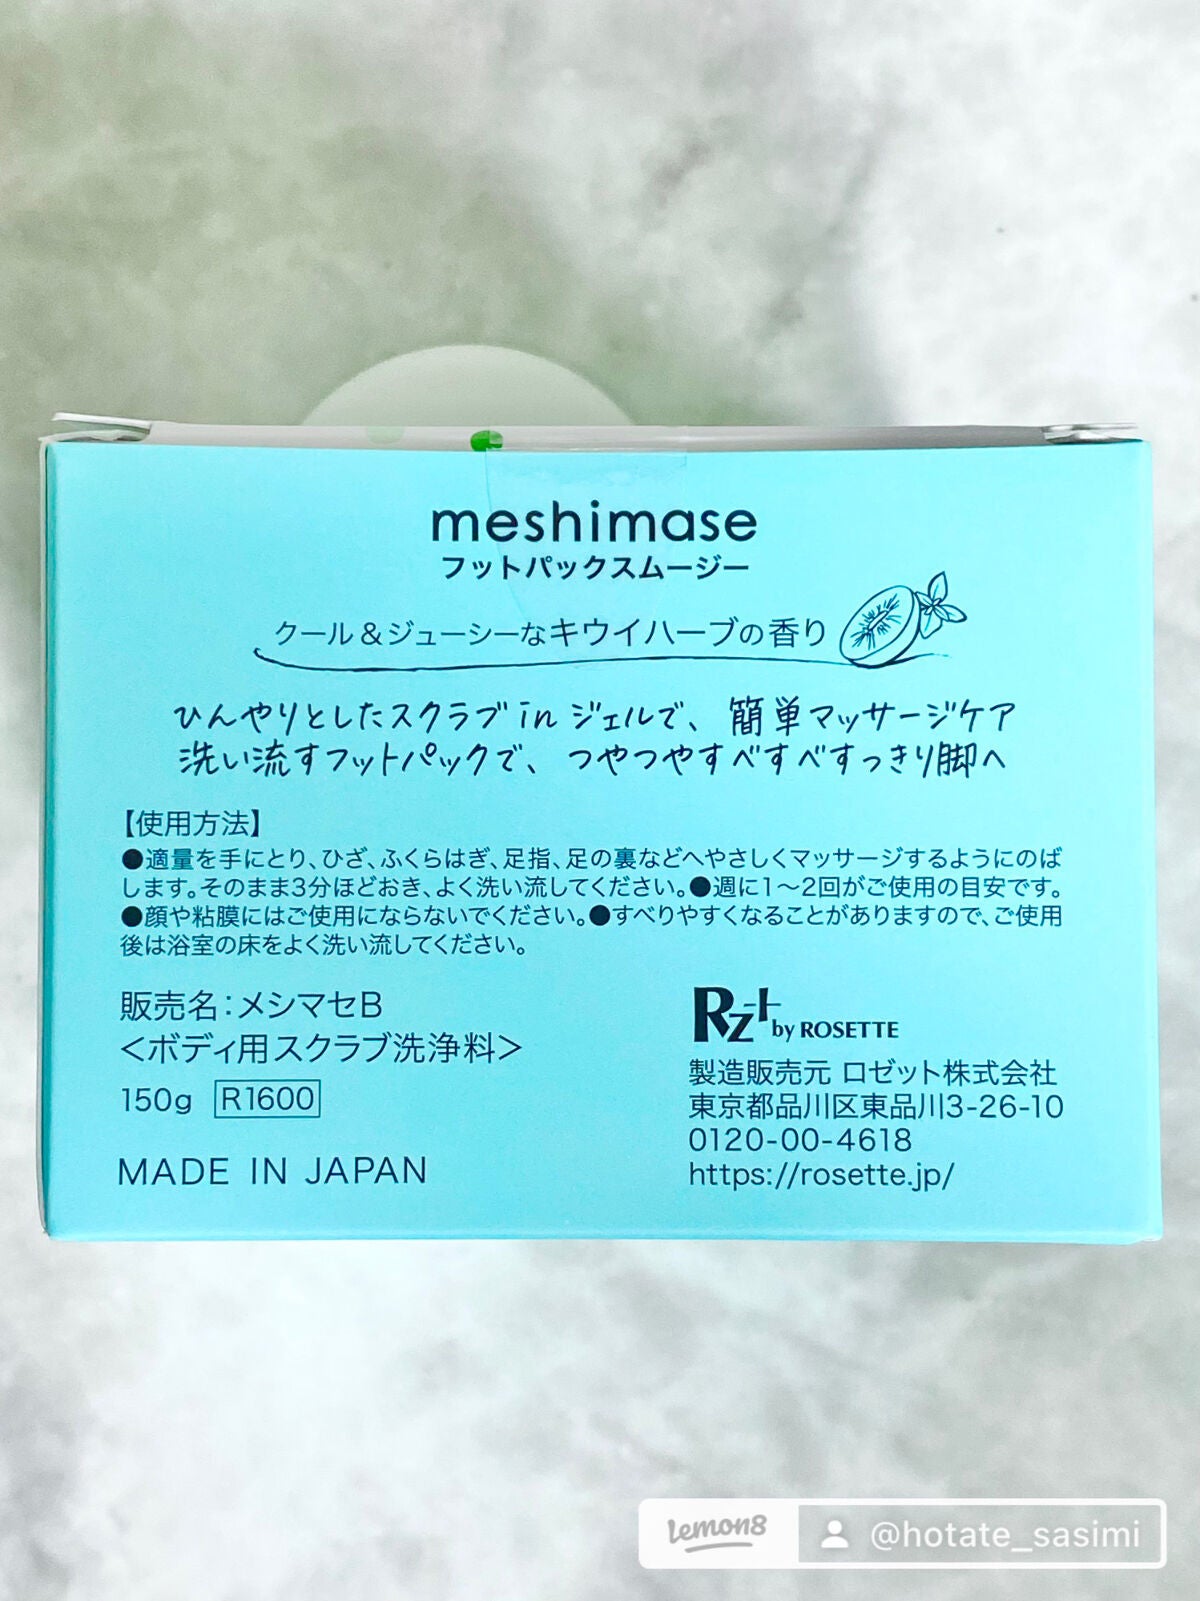 meshimase
フットパックスムージー
クール＆ジューシーなキウイハーブの香り
ひんやりとしたスクラブinジェルで、簡単マッサージケア
洗い流すフットパックで、つやつやすべすべすっきり脚へ
【使用方法】
●適量を手にとり、ひざ、ふくらはぎ、足指、足の裏などへやさしくマッサージするようにのば
します。そのまま3分ほどおき、よく洗い流してください。●週に1〜2回がご使用の目安です。
●顔や粘膜にはご使用にならないでください。●すべりやすくなることがありますので、ご使用
後は浴室の床をよく洗い流してください。
販売名：メシマセB
＜ボディ用スクラブ洗浄料＞
150g R1600
MADE IN JAPAN
Rz+ by ROSETTE
製造販売元 ロゼット株式会社
東京都品川区東品川3-26-10
0120-00-4618
https://rosette.jp/
lemon8 @hotate_sasimi